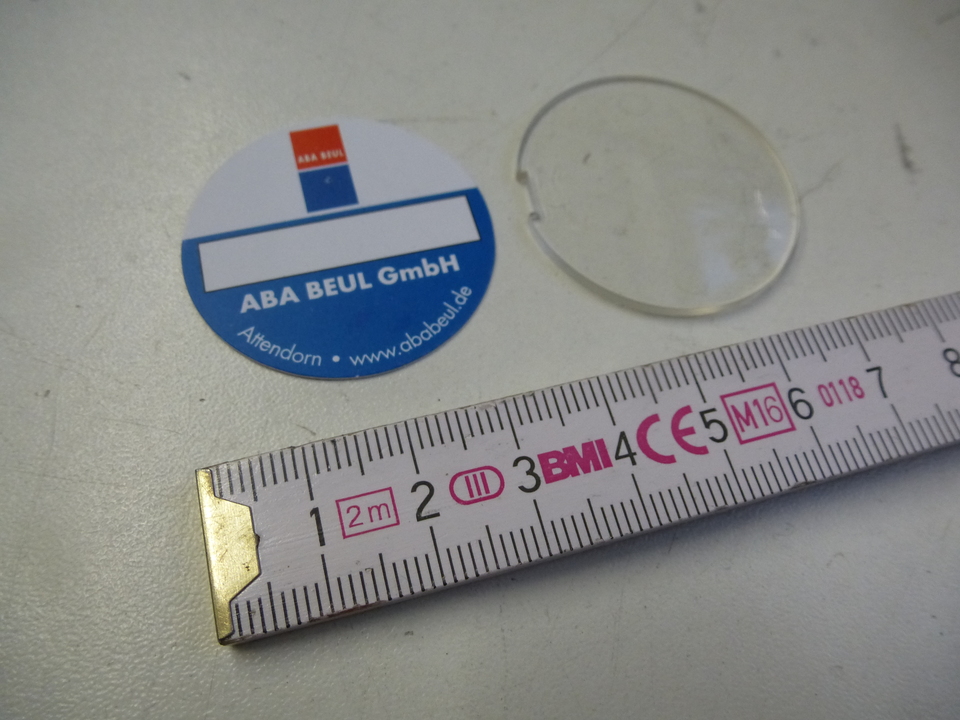 ABA BEUL
ABA BEUL GmbH
Attendorn • www.ababeul.de
1 2m 2 III 3 BMI 4 CE 5 M16 6 0118 7 8